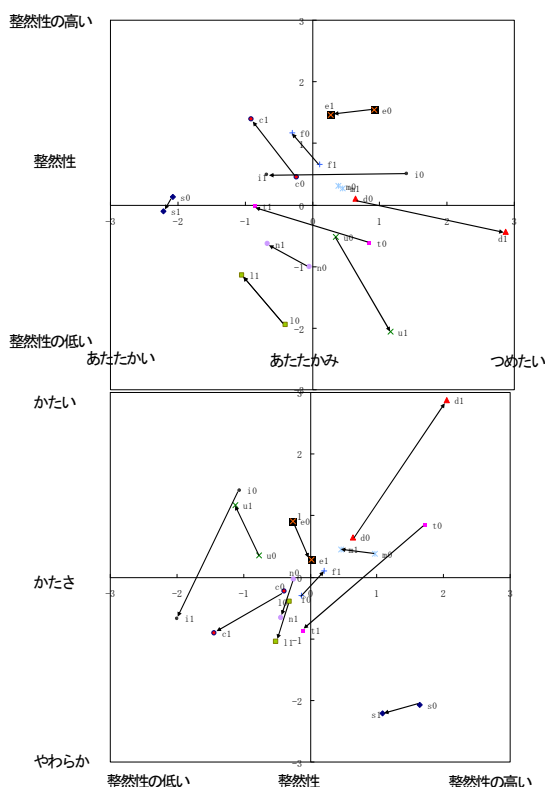 整然性の高い
3
2
e1
e0
c1
f0
1
整然性
f1
i1
i0
c0
m0
m1
s0
d0
t1
0
-3
-2
-1
0
1
2
3
s1
d1
u0
t0
n1
n0
-1
l1
l0
-2
u1
整然性の低い
あたたかい
あたたかみ
つめたい
-3
かたい
3
d1
2
i0
u1
1
e0
t0
d0
m1
m0
u0
e1
f1
かたさ
n0
0
-3
-2
-1
0
1
2
3
c0
l0
f0
i1
n1
c1
t1
l1
-1
s0
s1
-2
やわらか
-3
整然性の低い
整然性
整然性の高い